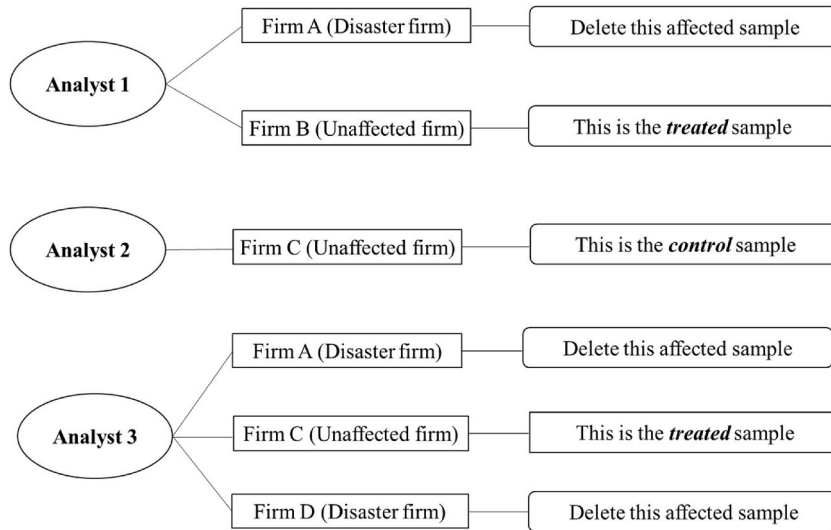 Analyst 1
Firm A (Disaster firm)
Delete this affected sample
Firm B (Unaffected firm)
This is the treated sample
Analyst 2
Firm C (Unaffected firm)
This is the control sample
Analyst 3
Firm A (Disaster firm)
Delete this affected sample
Firm C (Unaffected firm)
This is the treated sample
Firm D (Disaster firm)
Delete this affected sample